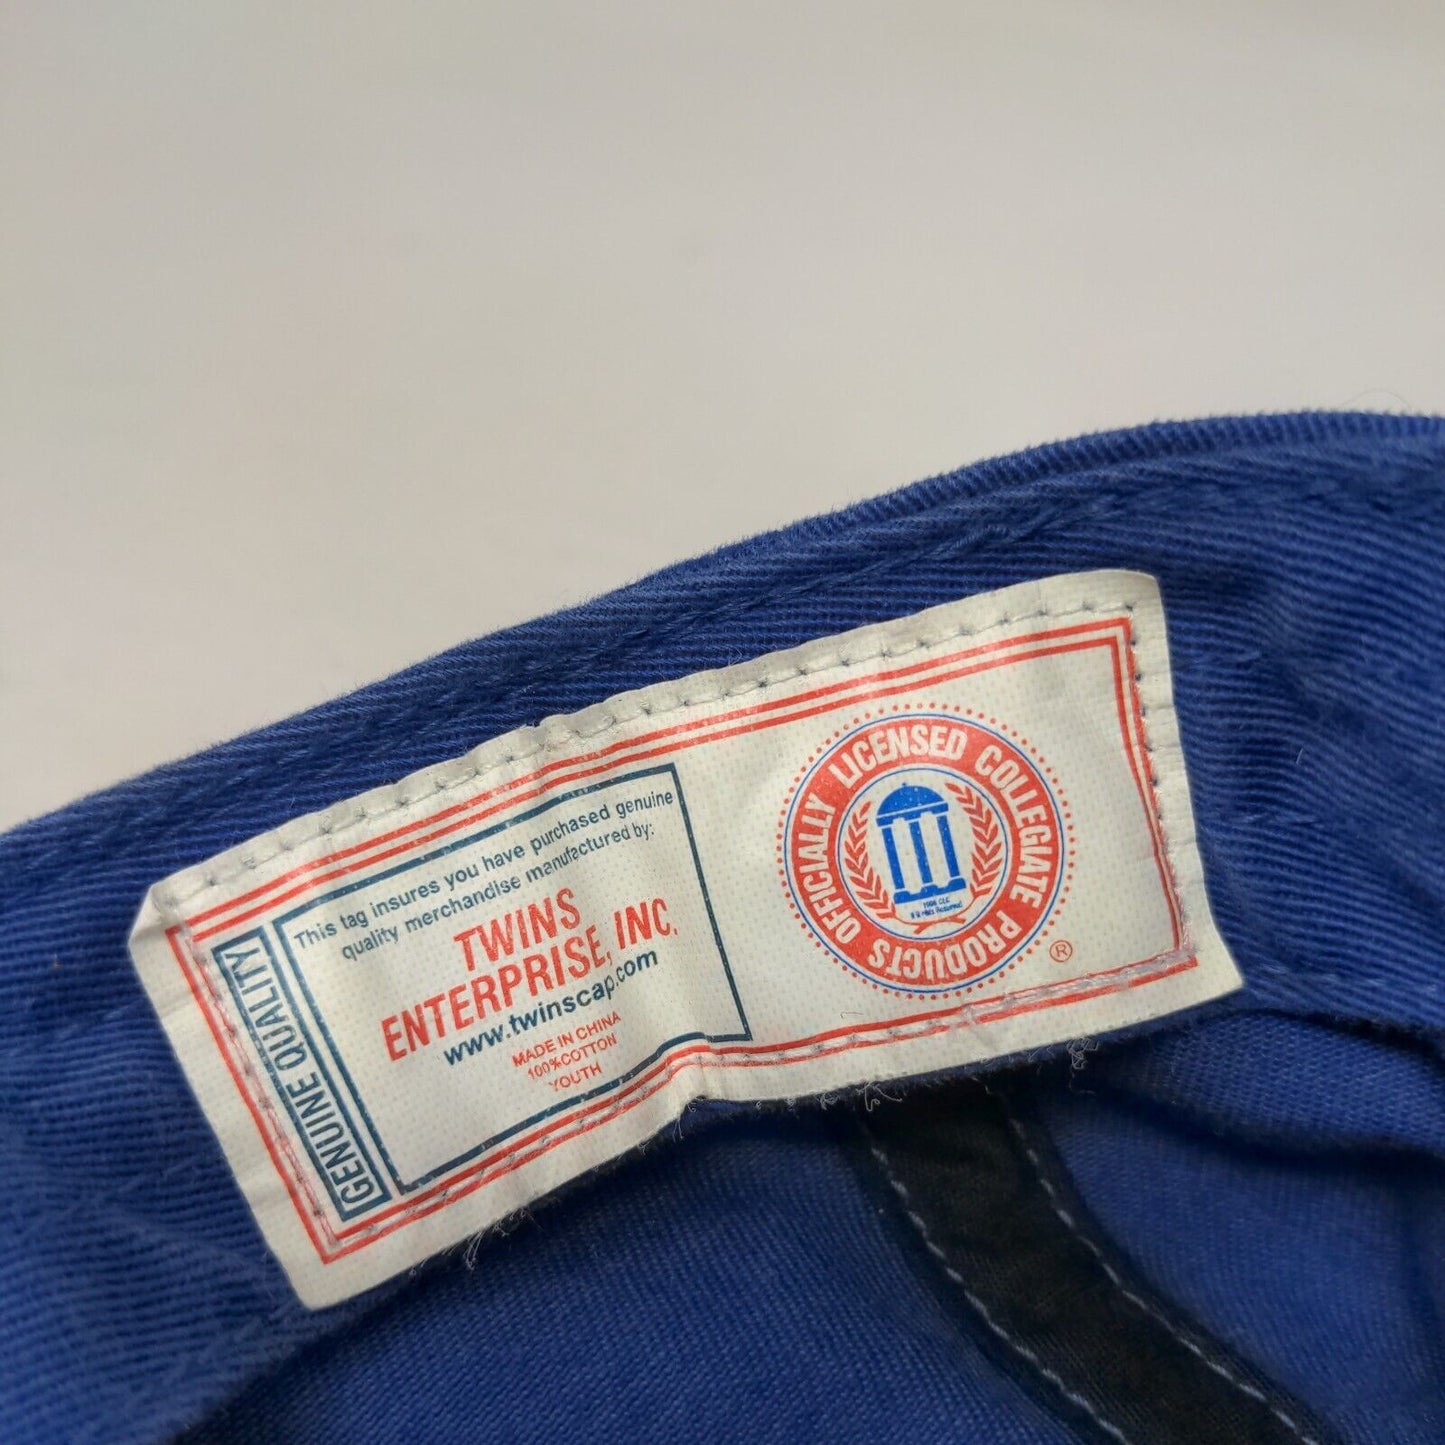 GENUINE QUALITY
This tag insures you have purchased genuine
quality merchandise manufactured by:
TWINS
ENTERPRISE, INC.
www.twinscap.com
MADE IN CHINA
100%COTTON
YOUTH
OFFICIALLY LICENSED COLLEGIATE PRODUCTS
CLC
®